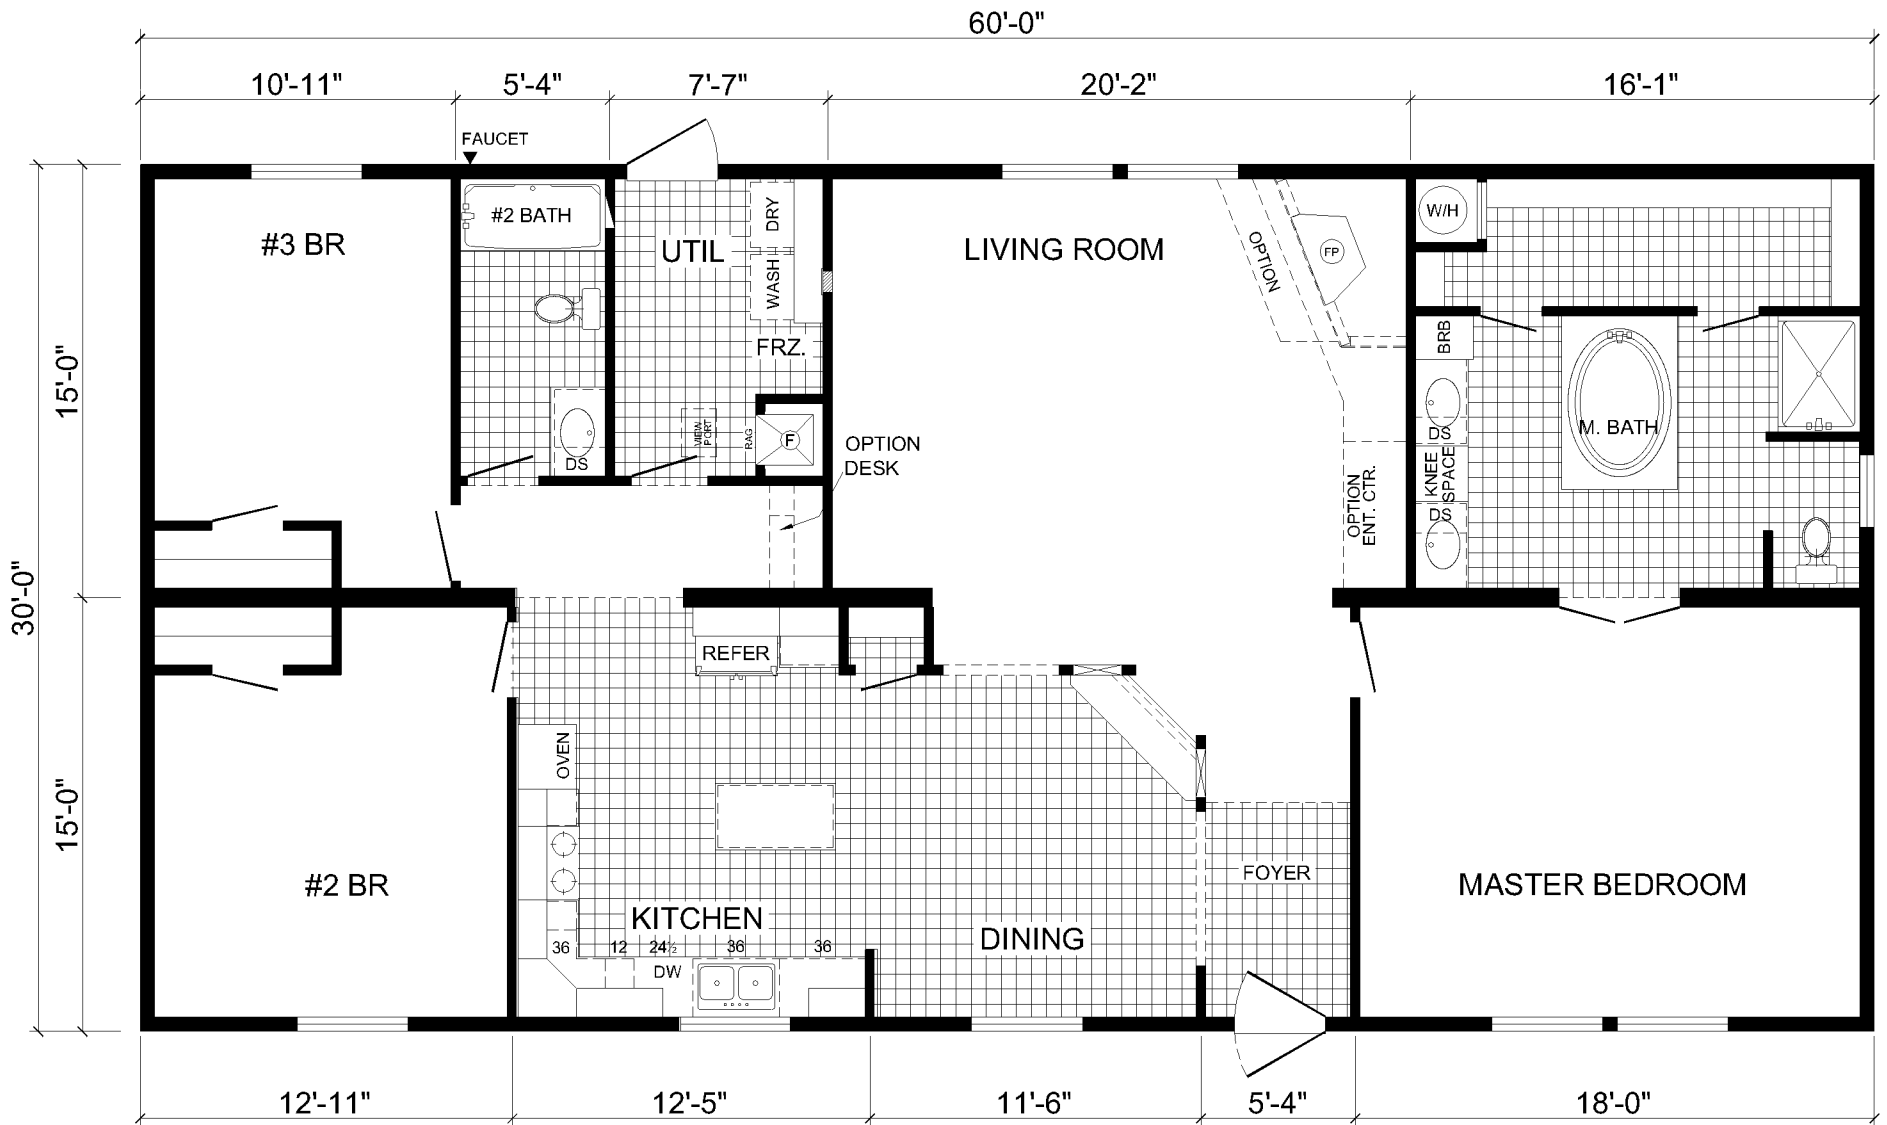 60'-0"
10'-11"
5'-4"
7'-7"
20'-2"
16'-1"
FAUCET
#2 BATH
DRY
W/H
#3 BR
UTIL
LIVING ROOM
OPTION
FP
WASH
FRZ.
BRB
15'-0"
VIEW
PORT
RAG
F
OPTION
DESK
DS
DS
M. BATH
KNEE
SPACE
DS
OPTION
ENT. CTR.
30'-0"
REFER
OVEN
15'-0"
#2 BR
FOYER
MASTER BEDROOM
KITCHEN
DINING
36
12
24½
36
36
DW
12'-11"
12'-5"
11'-6"
5'-4"
18'-0"